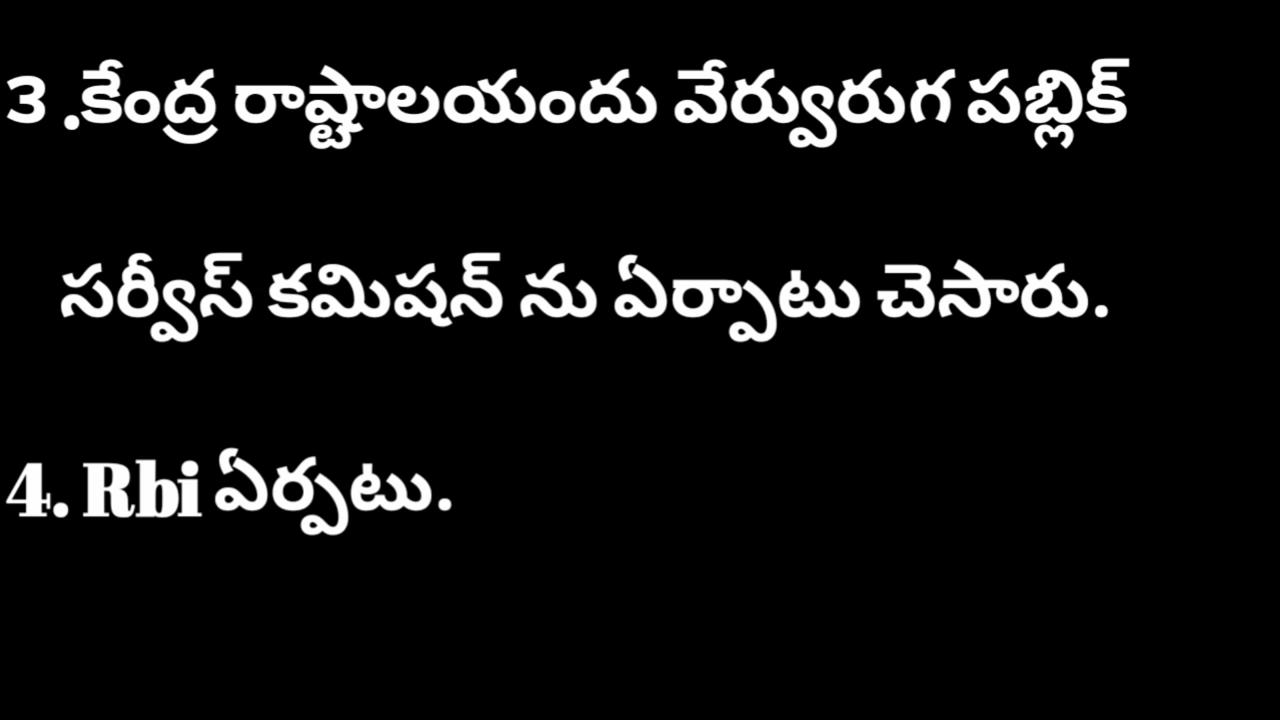 3 .కేంద్ర రాష్ట్రాలయందు వేర్వురుగ పబ్లిక్
సర్వీస్ కమిషన్ ను ఏర్పాటు చెసారు.
4. Rbi ఏర్పటు.